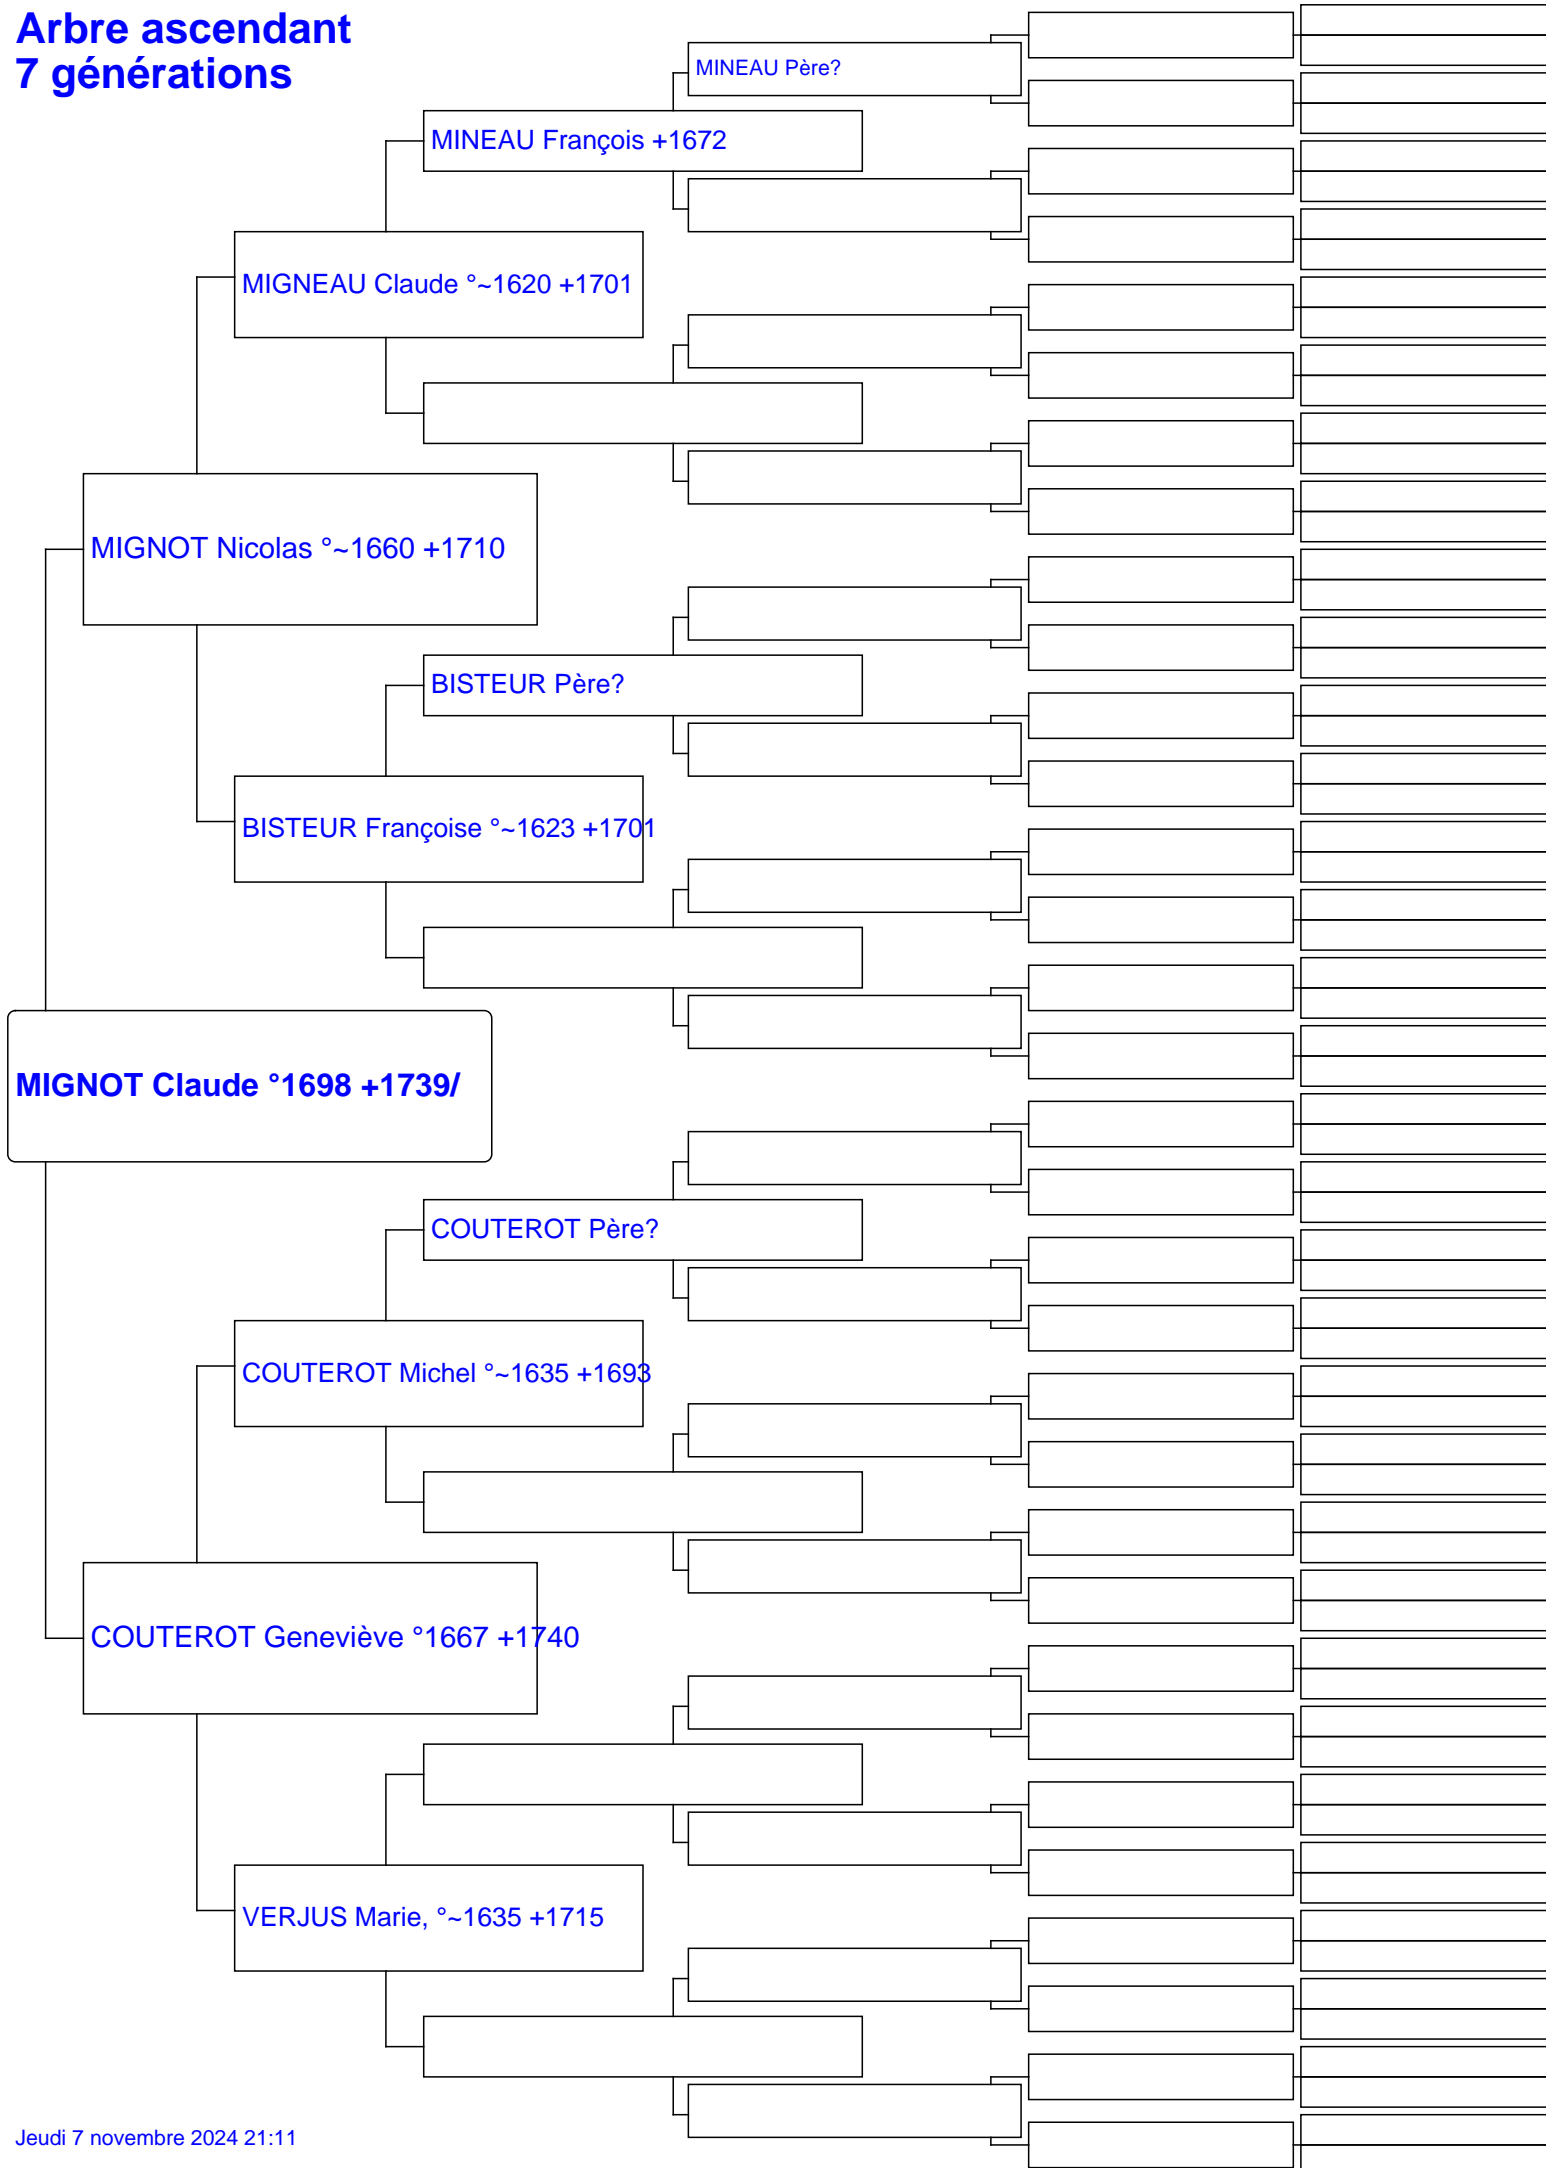 Arbre ascendant
7 générations
MINEAU Père?
MINEAU François +1672
MIGNEAU Claude °~1620 +1701
MIGNOT Nicolas °~1660 +1710
BISTEUR Père?
BISTEUR Françoise °~1623 +1701
MIGNOT Claude °1698 +1739/
COUTEROT Père?
COUTEROT Michel °~1635 +1693
COUTEROT Geneviève °1667 +1740
VERJUS Marie, °~1635 +1715
Jeudi 7 novembre 2024 21:11